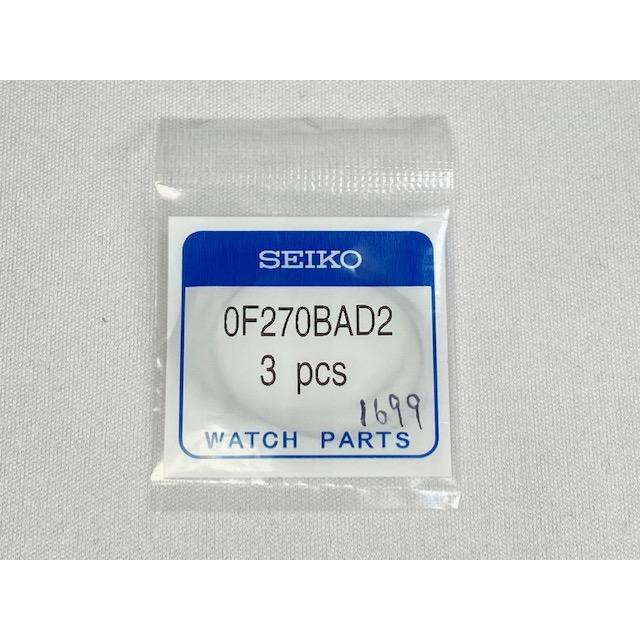 SEIKO
0F270BAD2
3 pcs
1699
WATCH PARTS